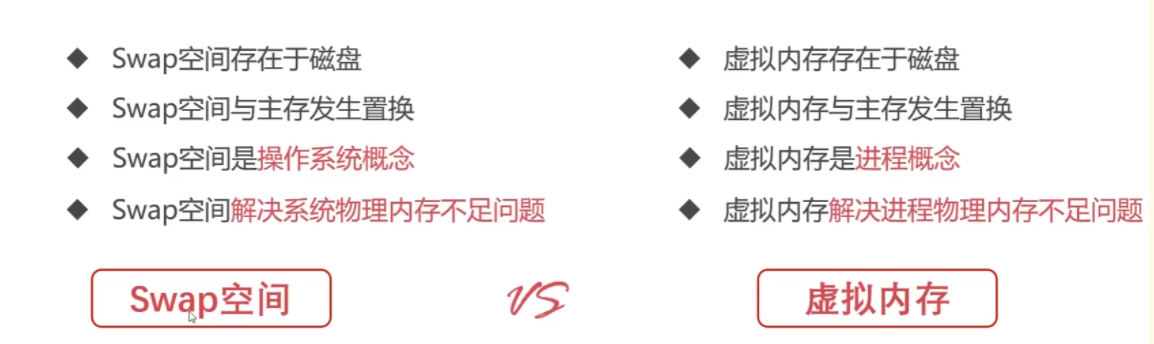 Swap空间存在于磁盘
Swap空间与主存发生置换
Swap空间是操作系统概念
Swap空间解决系统物理内存不足问题
Swap空间
VS
虚拟内存存在于磁盘
虚拟内存与主存发生置换
虚拟内存是进程概念
虚拟内存解决进程物理内存不足问题
虚拟内存